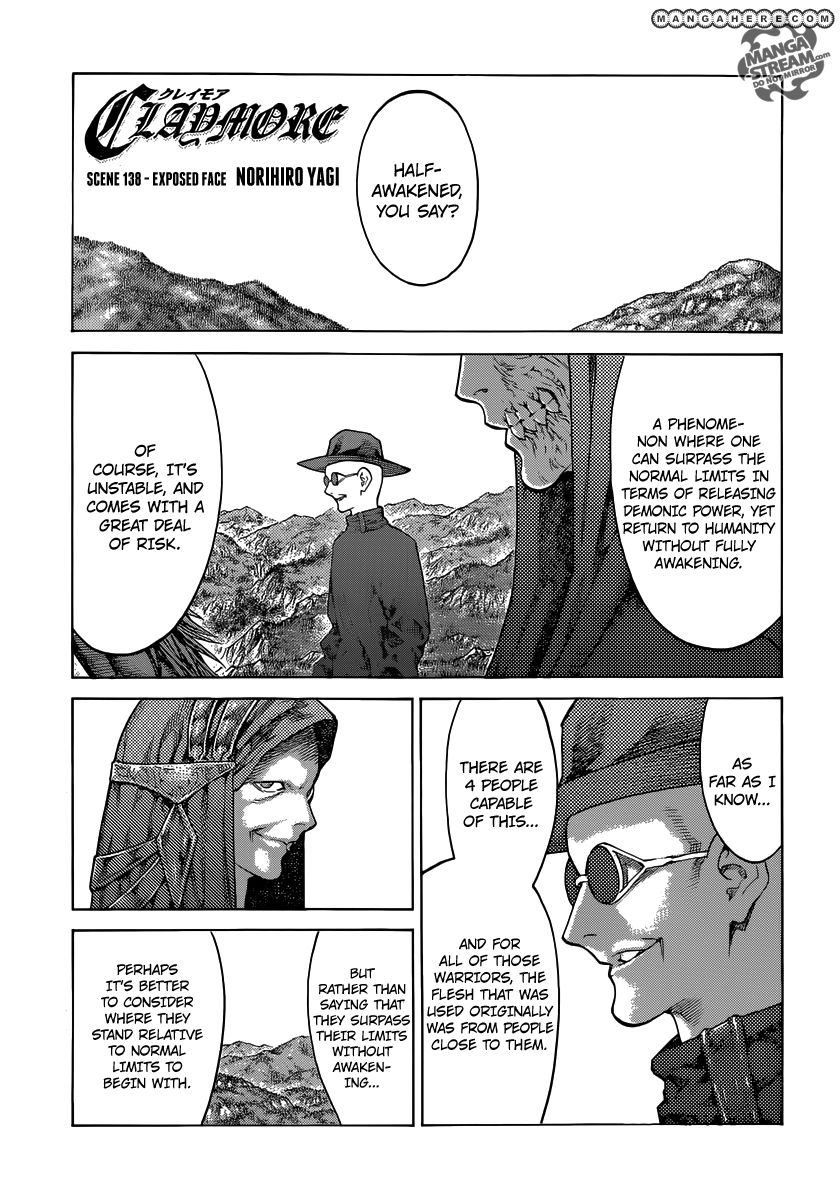 MANGAHERE.COM
MANGA
STREAM.com
DO NOT MIRROR
クレイモア
CLAYMORE
SCENE 138 - EXPOSED FACE NORIHIRO YAGI
HALF-
AWAKENED,
YOU SAY?
A PHENOME-
NON WHERE ONE
CAN SURPASS THE
NORMAL LIMITS IN
TERMS OF RELEASING
DEMONIC POWER, YET
RETURN TO HUMANITY
WITHOUT FULLY
AWAKENING.
OF
COURSE, IT'S
UNSTABLE, AND
COMES WITH A
GREAT DEAL
OF RISK.
AS
FAR AS I
KNOW...
THERE ARE
4 PEOPLE
CAPABLE
OF THIS...
AND FOR
ALL OF THOSE
WARRIORS, THE
FLESH THAT WAS
USED ORIGINALLY
WAS FROM PEOPLE
CLOSE TO THEM.
BUT
RATHER THAN
SAYING THAT
THEY SURPASS
THEIR LIMITS
WITHOUT
AWAKEN-
ING...
PERHAPS
IT'S BETTER
TO CONSIDER
WHERE THEY
STAND RELATIVE
TO NORMAL
LIMITS TO
BEGIN WITH.